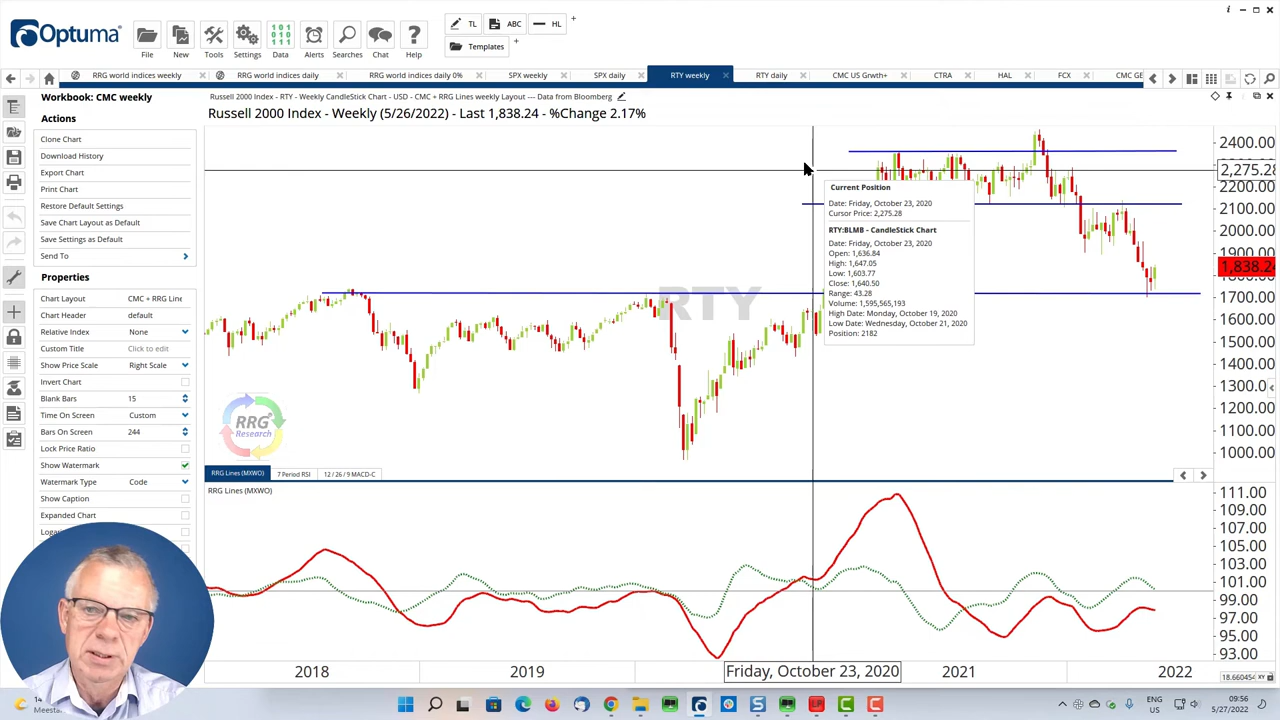 Optuma
File
New
Tools
Settings
Data
Alerts
Searches
Chat
Help
TL
ABC
HL
Templates
RRG world indices weekly
RRG world indices daily
RRG world indices daily 0%
SPX weekly
SPX daily
RTY weekly
RTY daily
CMC US Grwth+
CTRA
HAL
FCX
CMC GE
Workbook: CMC weekly
Russell 2000 Index - RTY - Weekly CandleStick Chart - USD - CMC + RRG Lines weekly Layout --- Data from Bloomberg
Russell 2000 Index - Weekly (5/26/2022) - Last 1,838.24 - %Change 2.17%
Actions
Clone Chart
Download History
Export Chart
Print Chart
Restore Default Settings
Save Chart Layout as Default
Save Settings as Default
Send To
Properties
Chart Layout CMC + RRG Line
Chart Header default
Relative Index None
Custom Title Click to edit
Show Price Scale Right Scale
Invert Chart
Blank Bars 15
Time On Screen Custom
Bars On Screen 244
Lock Price Ratio
Show Watermark
Watermark Type Code
Show Caption
Expanded Chart
Current Position
Date: Friday, October 23, 2020
Cursor Price: 2,275.28
RTY:BLMB - CandleStick Chart
Date: Friday, October 23, 2020
Open: 1,636.84
High: 1,647.05
Low: 1,603.77
Close: 1,640.50
Range: 43.28
Volume: 1,595,565,193
High Date: Monday, October 19, 2020
Low Date: Wednesday, October 21, 2020
Position: 2182
RTY
RRG
Research
2400.00
2,275.28
2200.00
2100.00
2000.00
1900.00
1,838.24
1700.00
1600.00
1500.00
1400.00
1300.00
1200.00
1100.00
1000.00
RRG Lines (MXWO)
7 Period RSI
12 / 26 / 9 MACD-C
RRG Lines (MXWO)
111.00
109.00
107.00
105.00
103.00
101.00
99.00
97.00
95.00
93.00
2018
2019
Friday, October 23, 2020
2021
2022
18.660454
XY
ENG
US
09:56
5/27/2022